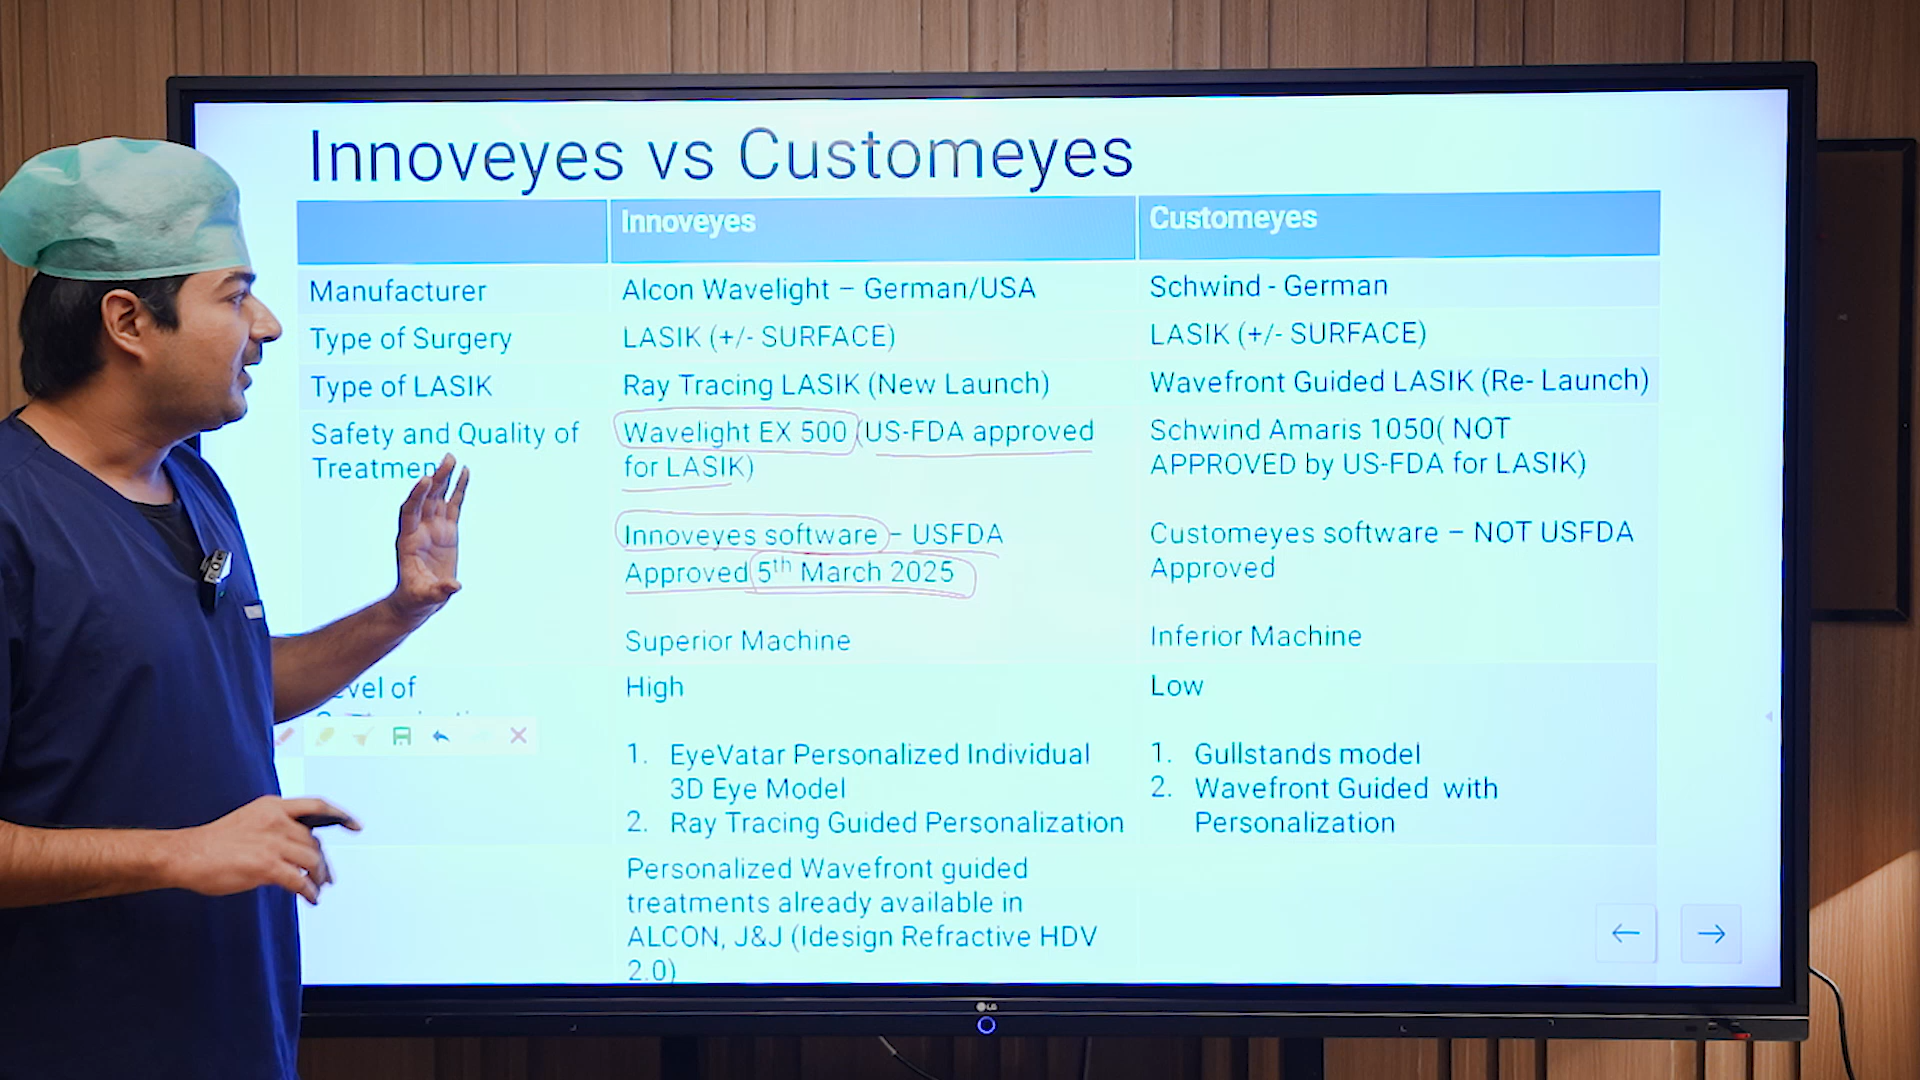 Innoveyes vs Customeyes
Innoveyes
Customeyes
Manufacturer
Alcon Wavelight – German/USA
Schwind - German
Type of Surgery
LASIK (+/- SURFACE)
LASIK (+/- SURFACE)
Type of LASIK
Ray Tracing LASIK (New Launch)
Wavefront Guided LASIK (Re- Launch)
Safety and Quality of
Treatmen
Wavelight EX 500 (US-FDA approved
for LASIK)
Innoveyes software – USFDA
Approved 5th March 2025
Superior Machine
Schwind Amaris 1050( NOT
APPROVED by US-FDA for LASIK)
Customeyes software – NOT USFDA
Approved
Inferior Machine
evel of
High
1. EyeVatar Personalized Individual
3D Eye Model
2. Ray Tracing Guided Personalization
Low
1. Gullstands model
2. Wavefront Guided with
Personalization
Personalized Wavefront guided
treatments already available in
ALCON, J&J (Idesign Refractive HDV
2.0)
LG